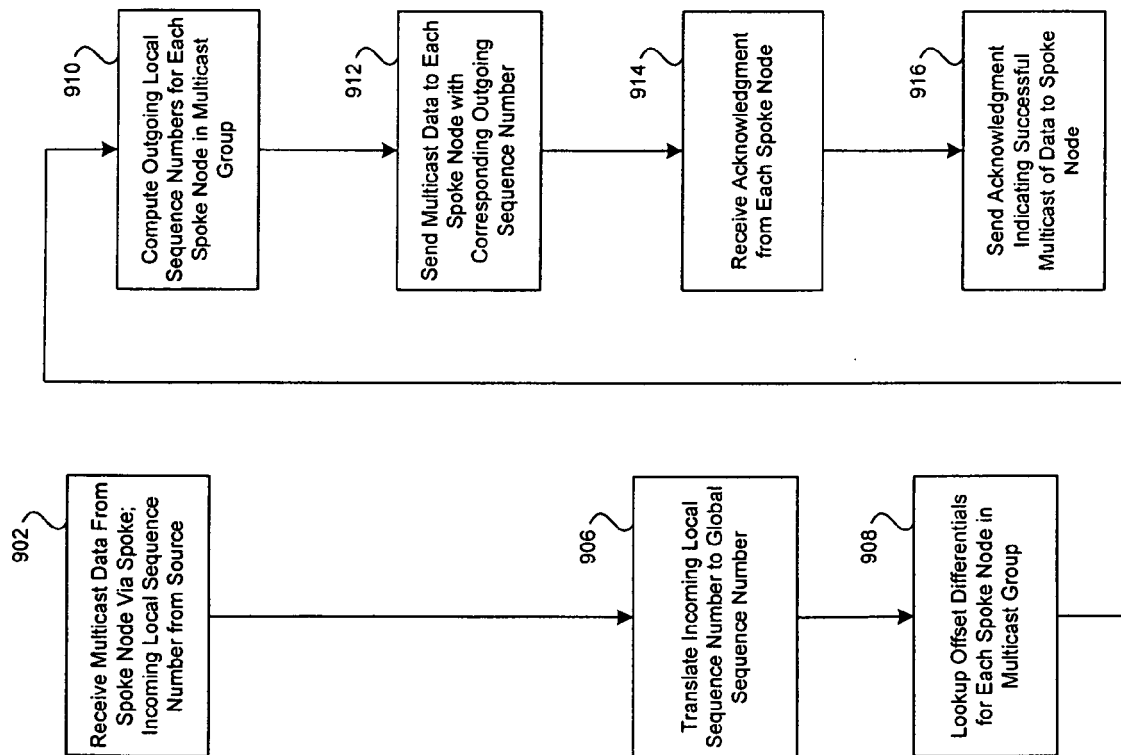 902
Receive Multicast Data From
Spoke Node Via Spoke;
Incoming Local Sequence
Number from Source
906
Translate Incoming Local
Sequence Number to Global
Sequence Number
908
Lookup Offset Differentials
for Each Spoke Node in
Multicast Group
910
Compute Outgoing Local
Sequence Numbers for Each
Spoke Node in Multicast
Group
912
Send Multicast Data to Each
Spoke Node with
Corresponding Outgoing
Sequence Number
914
Receive Acknowledgment
from Each Spoke Node
916
Send Acknowledgment
Indicating Successful
Multicast of Data to Spoke
Node